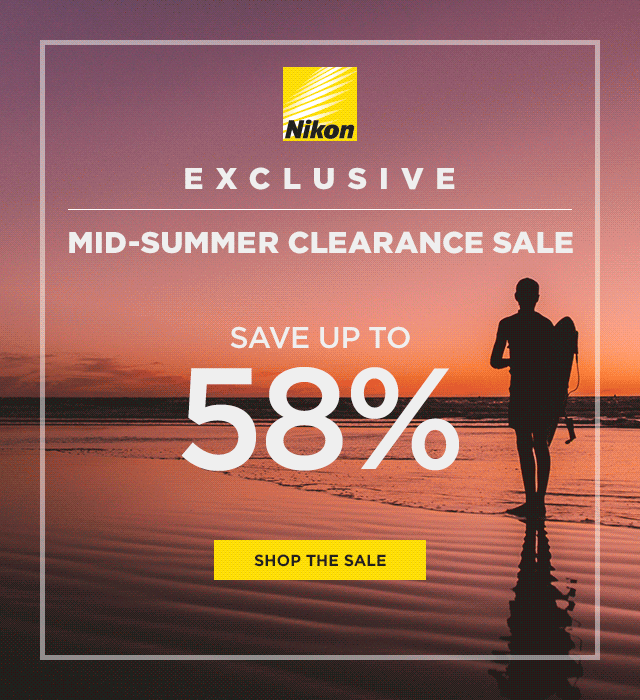 Nikon
EXCLUSIVE
MID-SUMMER CLEARANCE SALE
SAVE UP TO
58%
SHOP THE SALE